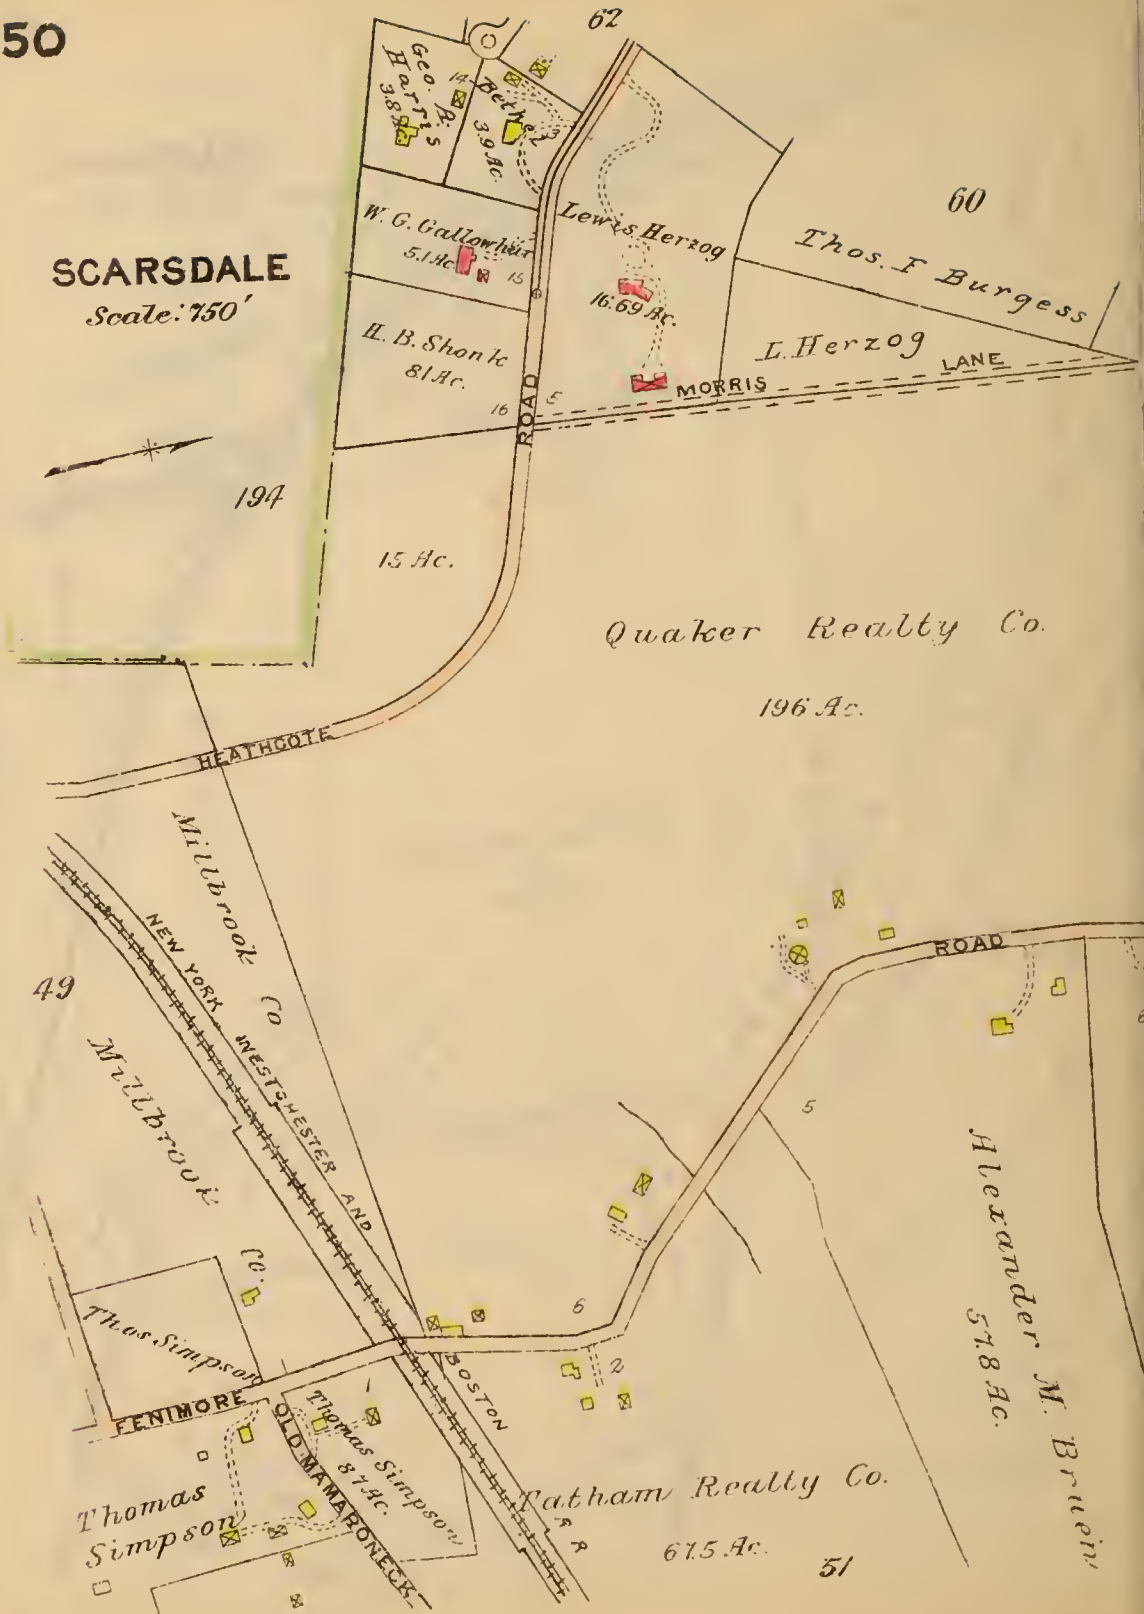 50
62
Geo. A.
Harris
3.8 Ac.
14
Bethel
3.9 Ac.
60
SCARSDALE
Scale: 750'
W. G. Gallowhur
5.1 Ac.
15
Lewis Herzog
16.69 Ac.
Thos. F Burgess
H. B. Shonk
8.1 Ac.
L. Herzog
MORRIS LANE
16
ROAD
5
194
15 Ac.
Quaker Realty Co.
196 Ac.
HEATHCOTE
Millbrook Co
NEW YORK WESTCHESTER AND BOSTON R R
49
Millbrook Co.
ROAD
5
6
2
1
Alexander M. Bruein
57.8 Ac.
Thos Simpson
FENIMORE
OLD MAMARONECK
Thomas Simpson
8.7 Ac.
Thomas
Simpson
Tatham Realty Co.
67.5 Ac.
51